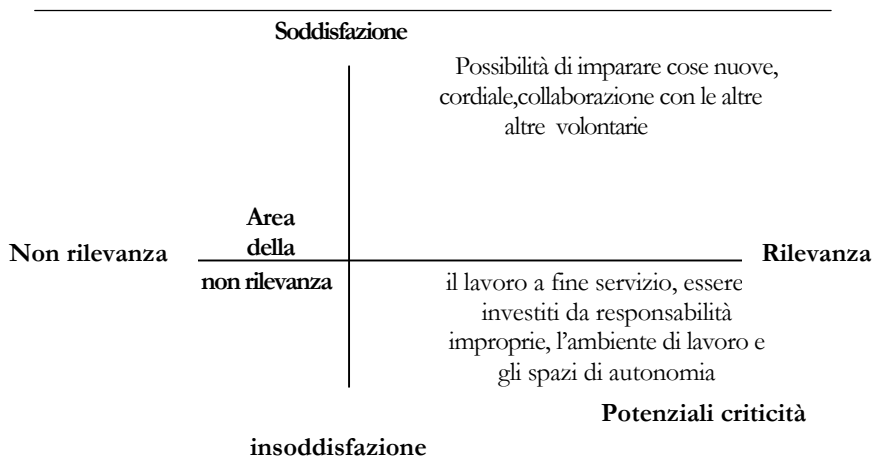 Soddisfazione
Possibilità di imparare cose nuove,
cordiale,collaborazione con le altre
altre volontarie
Area
della
Non rilevanza
Rilevanza
non rilevanza
il lavoro a fine servizio, essere
investiti da responsabilità
improprie, l’ambiente di lavoro e
gli spazi di autonomia
Potenziali criticità
insoddisfazione